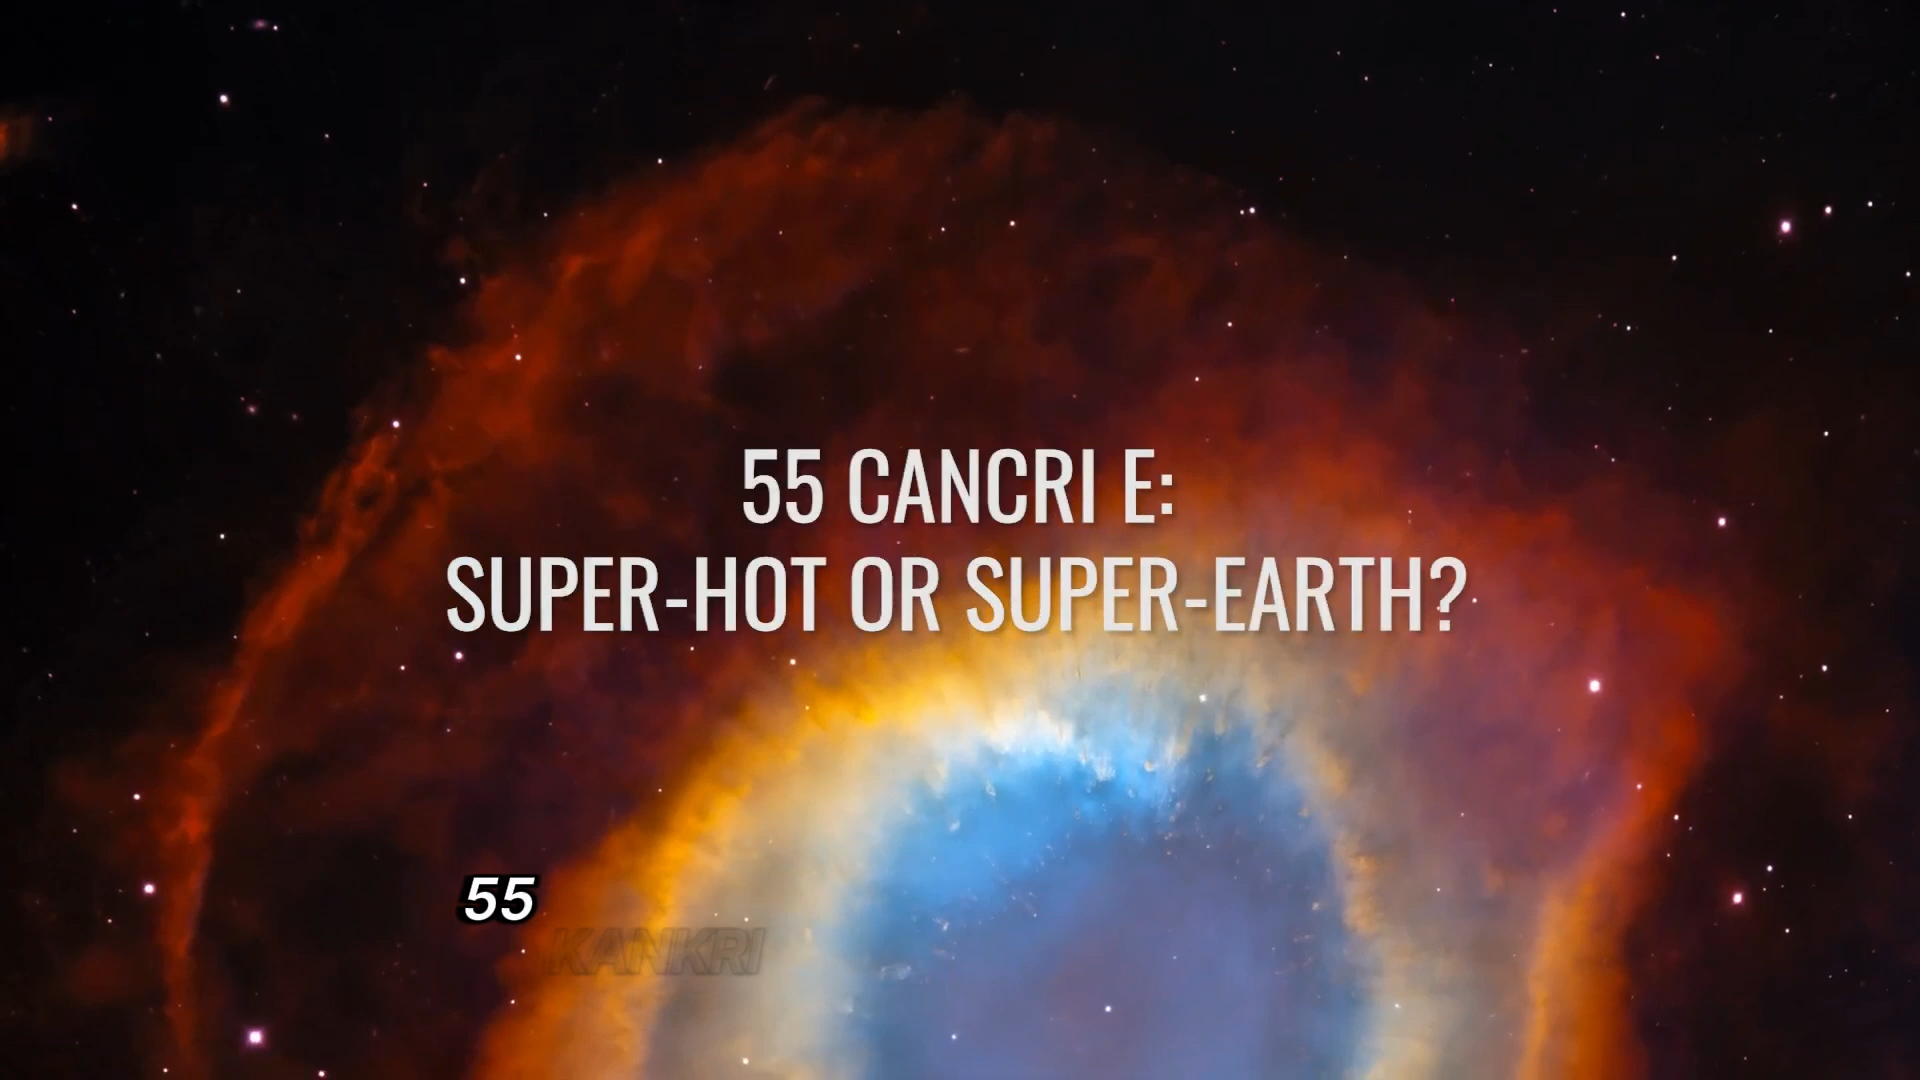 55 CANCRI E:
SUPER-HOT OR SUPER-EARTH?
55
KANKRI